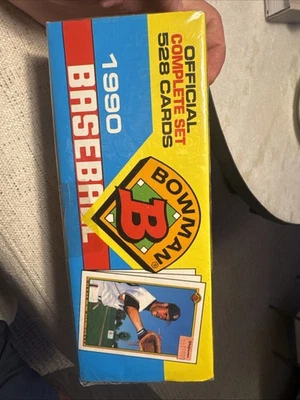 OFFICIAL
COMPLETE SET
528 CARDS
1990
BASEBALL
BOWMAN
B
®